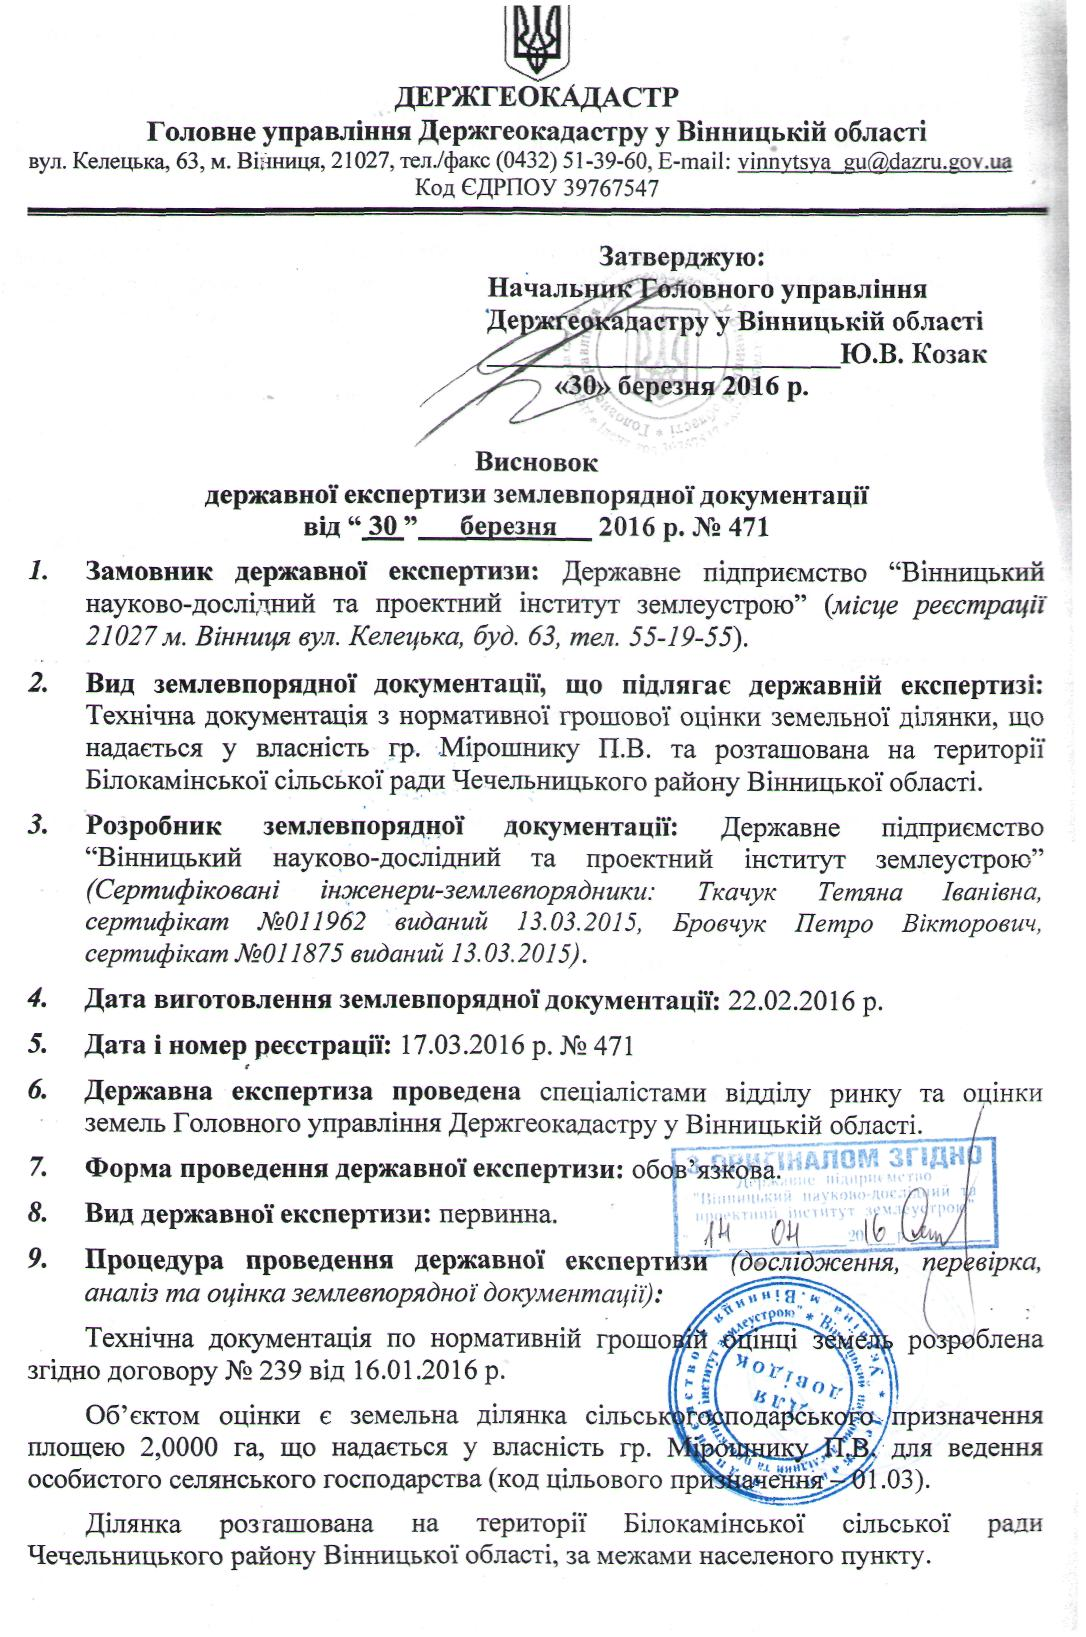 ДЕРЖГЕОКАДАСТР
Головне управління Держгеокадастру у Вінницькій області
вул. Келецька, 63, м. Вінниця, 21027, тел./факс (0432) 51-39-60, E-mail: vinnytsya_gu@dazru.gov.ua
Код ЄДРПОУ 39767547
Затверджую:
Начальник Головного управління
Держгеокадастру у Вінницькій області
Ю.В. Козак
«30» березня 2016 р.
Висновок
державної експертизи землевпорядної документації
від “ 30 ” березня 2016 р. № 471
1. Замовник державної експертизи: Державне підприємство “Вінницький
науково-дослідний та проектний інститут землеустрою” (місце реєстрації
21027 м. Вінниця вул. Келецька, буд. 63, тел. 55-19-55).
2. Вид землевпорядної документації, що підлягає державній експертизі:
Технічна документація з нормативної грошової оцінки земельної ділянки, що
надається у власність гр. Мірошнику П.В. та розташована на території
Білокамінської сільської ради Чечельницького району Вінницької області.
3. Розробник землевпорядної документації: Державне підприємство
“Вінницький науково-дослідний та проектний інститут землеустрою”
(Сертифіковані інженери-землевпорядники: Ткачук Тетяна Іванівна,
сертифікат №011962 виданий 13.03.2015, Бровчук Петро Вікторович,
сертифікат №011875 виданий 13.03.2015).
4. Дата виготовлення землевпорядної документації: 22.02.2016 р.
5. Дата і номер реєстрації: 17.03.2016 р. № 471
6. Державна експертиза проведена спеціалістами відділу ринку та оцінки
земель Головного управління Держгеокадастру у Вінницькій області.
7. Форма проведення державної експертизи: обов’язкова.
З ОРИГІНАЛОМ ЗГІДНО
Державне підприємство
"Вінницький науково-дослідний та
проектний інститут землеустрою"
14 04 2016
8. Вид державної експертизи: первинна.
9. Процедура проведення державної експертизи (дослідження, перевірка,
аналіз та оцінка землевпорядної документації):
Технічна документація по нормативній грошовій оцінці земель розроблена
згідно договору № 239 від 16.01.2016 р.
Для довідок
Об’єктом оцінки є земельна ділянка сільськогосподарського призначення
площею 2,0000 га, що надається у власність гр. Мірошнику П.В. для ведення
особистого селянського господарства (код цільового призначення – 01.03).
Ділянка розташована на території Білокамінської сільської ради
Чечельницького району Вінницької області, за межами населеного пункту.